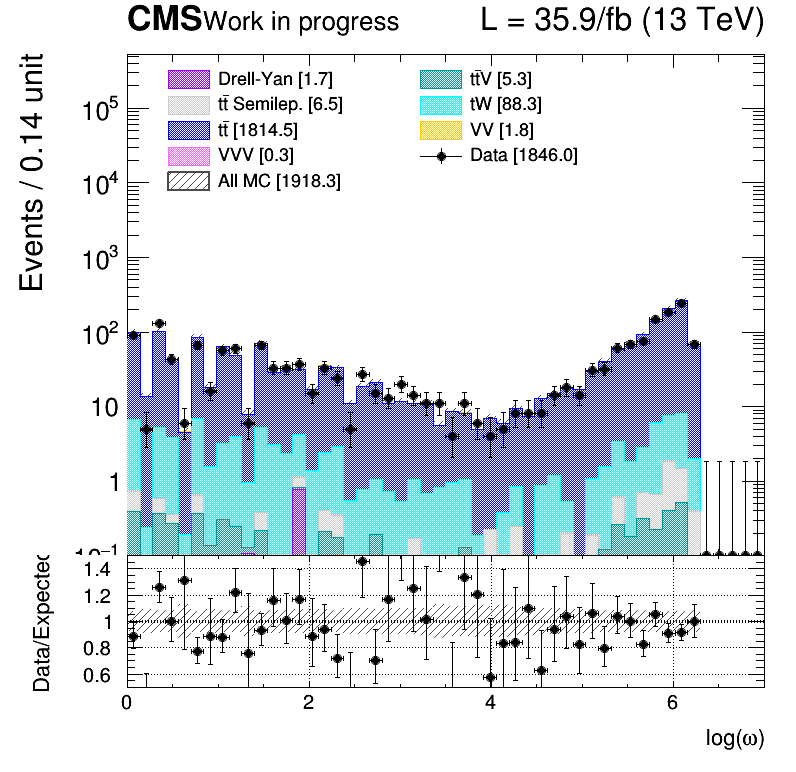 CMS Work in progress L = 35.9/fb (13 TeV)
Events / 0.14 unit
Drell-Yan [1.7]
tt̄ Semilep. [6.5]
tt̄ [1814.5]
VVV [0.3]
All MC [1918.3]
tt̄V [5.3]
tW [88.3]
VV [1.8]
Data [1846.0]
10⁵
10⁴
10³
10²
10
1
10⁻¹
Data/Expected
1.4
1.2
1
0.8
0.6
0 2 4 6
log(ω)